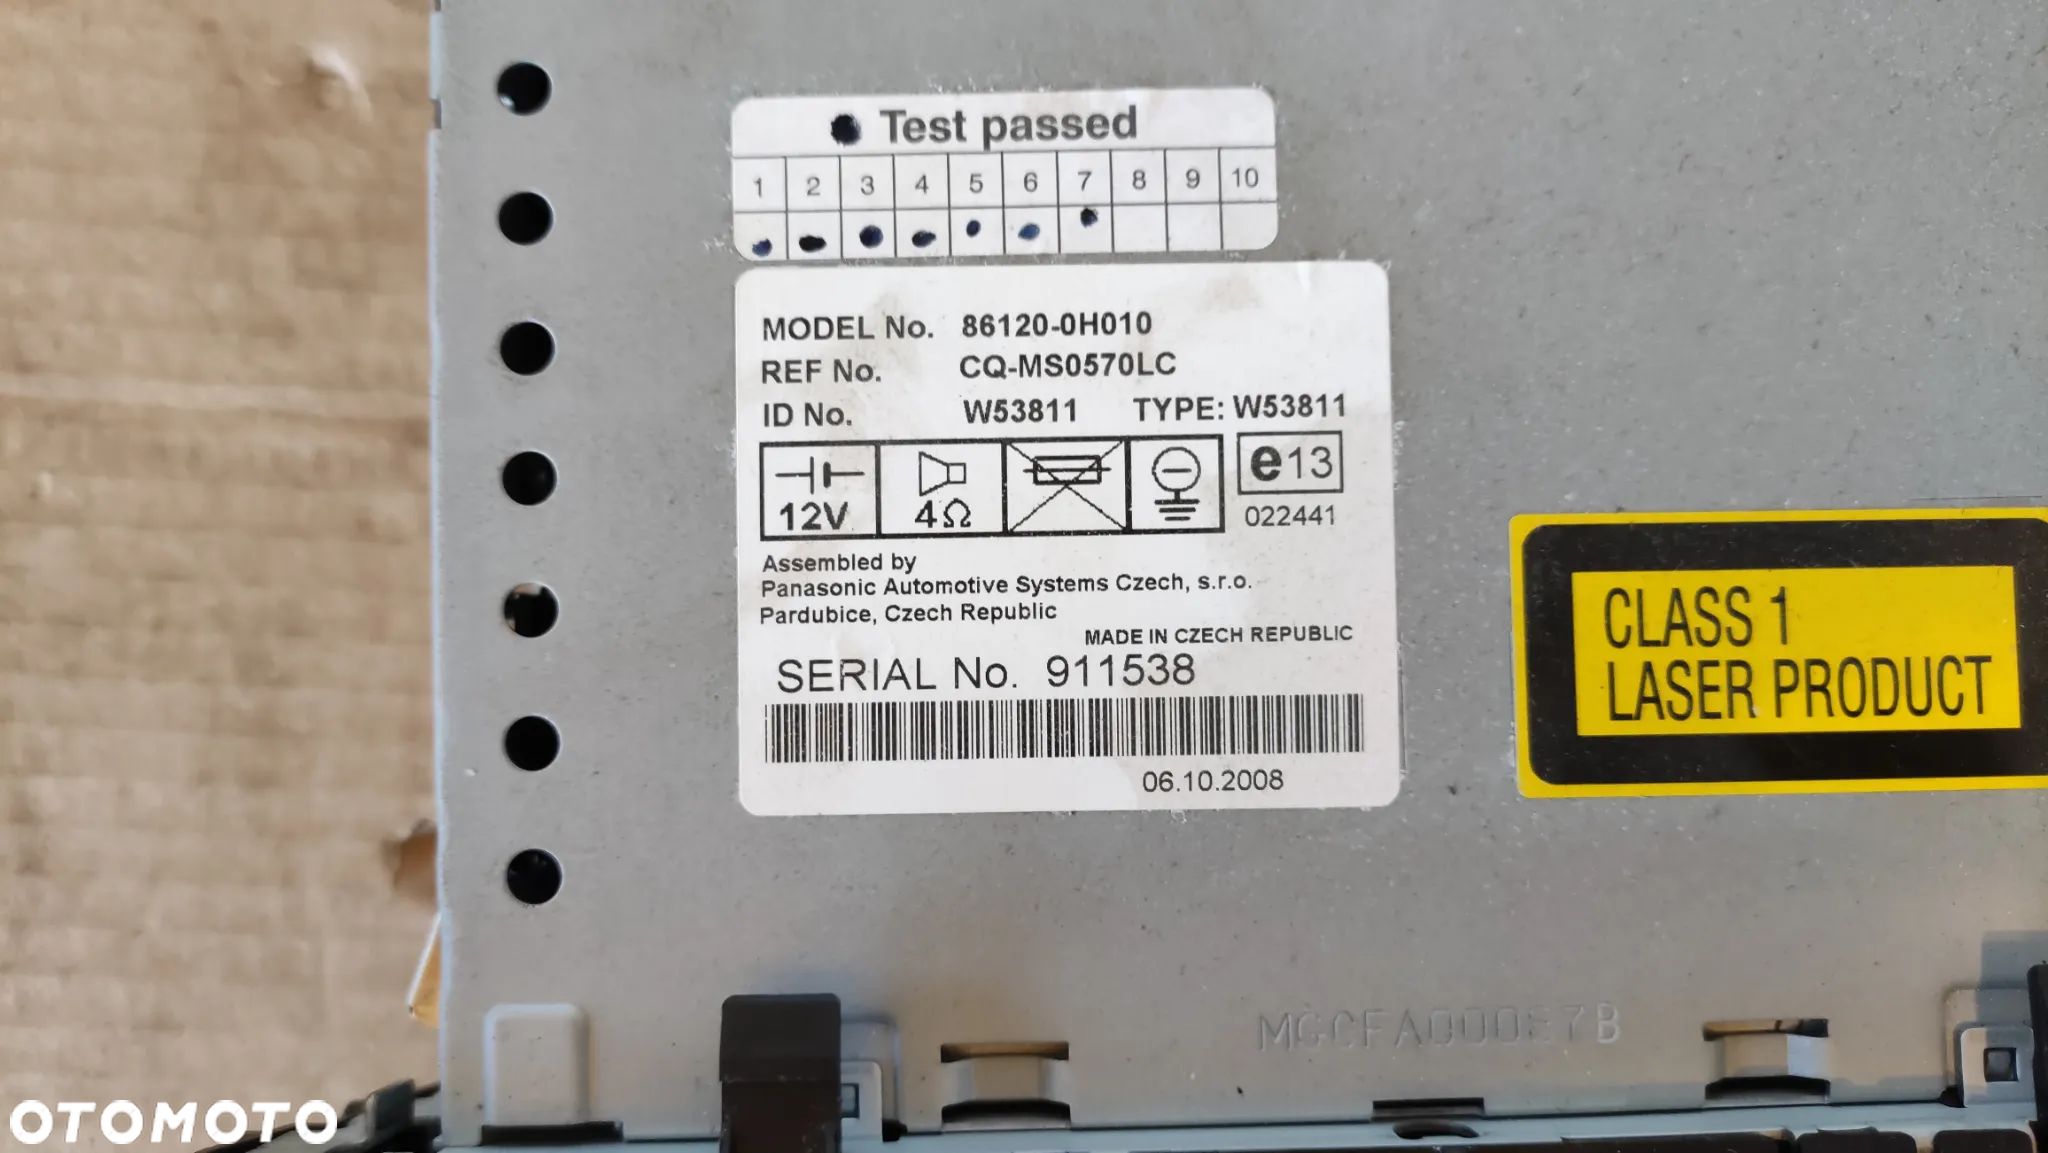 Test passed
1 2 3 4 5 6 7 8 9 10
MODEL No. 86120-0H010
REF No. CQ-MS0570LC
ID No. W53811 TYPE: W53811
12V 4Ω e13
022441
Assembled by
Panasonic Automotive Systems Czech, s.r.o.
Pardubice, Czech Republic
MADE IN CZECH REPUBLIC
SERIAL No. 911538
06.10.2008
CLASS 1
LASER PRODUCT
OTOMOTO